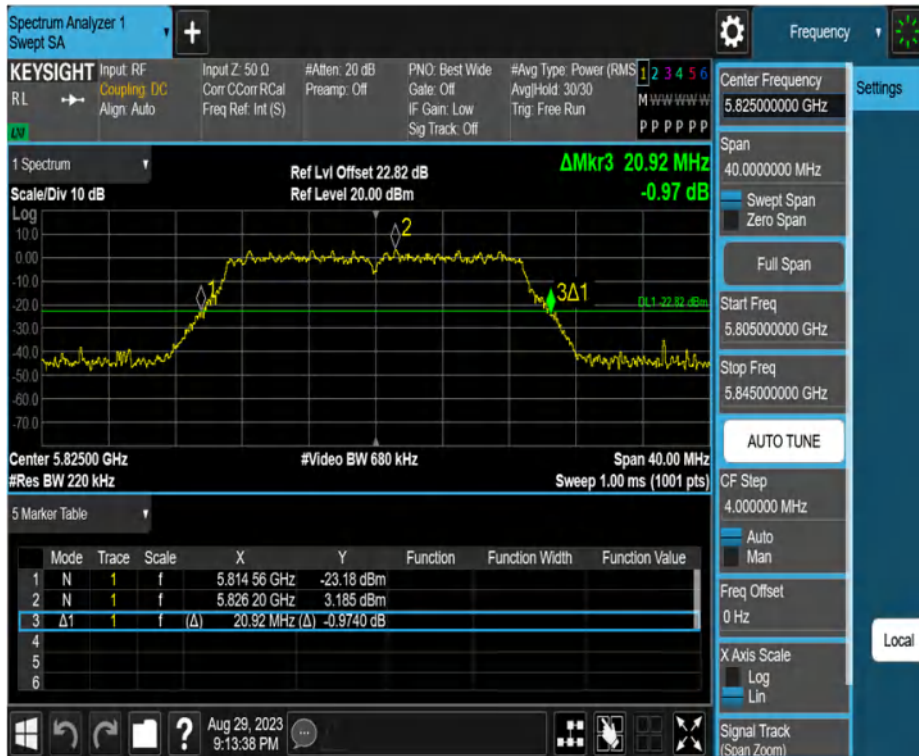 Spectrum Analyzer 1
Swept SA
Frequency
KEYSIGHT
RL
Input: RF
Coupling: DC
Align: Auto
Input Z: 50 Ω
Corr CCorr RCal
Freq Ref: Int (S)
#Atten: 20 dB
Preamp: Off
PNO: Best Wide
Gate: Off
IF Gain: Low
Sig Track: Off
#Avg Type: Power (RMS
Avg|Hold: 30/30
Trig: Free Run
1 2 3 4 5 6
M W W W W W
P P P P P P
1 Spectrum
Scale/Div 10 dB
Ref Lvl Offset 22.82 dB
Ref Level 20.00 dBm
ΔMkr3 20.92 MHz
-0.97 dB
Log
10.0
0.00
-10.0
-20.0
-30.0
-40.0
-50.0
-60.0
-70.0
1
2
3Δ1
DL1 -22.82 dBm
Center 5.82500 GHz
#Video BW 680 kHz
Span 40.00 MHz
#Res BW 220 kHz
Sweep 1.00 ms (1001 pts)
5 Marker Table
Mode Trace Scale X Y Function Function Width Function Value
1 N 1 f 5.814 56 GHz -23.18 dBm
2 N 1 f 5.826 20 GHz 3.185 dBm
3 Δ1 1 f (Δ) 20.92 MHz (Δ) -0.9740 dB
4
5
6
Aug 29, 2023
9:13:38 PM
Center Frequency
5.825000000 GHz
Span
40.0000000 MHz
Swept Span
Zero Span
Full Span
Start Freq
5.805000000 GHz
Stop Freq
5.845000000 GHz
AUTO TUNE
CF Step
4.000000 MHz
Auto
Man
Freq Offset
0 Hz
X Axis Scale
Log
Lin
Signal Track
(Span Zoom)
Settings
Local